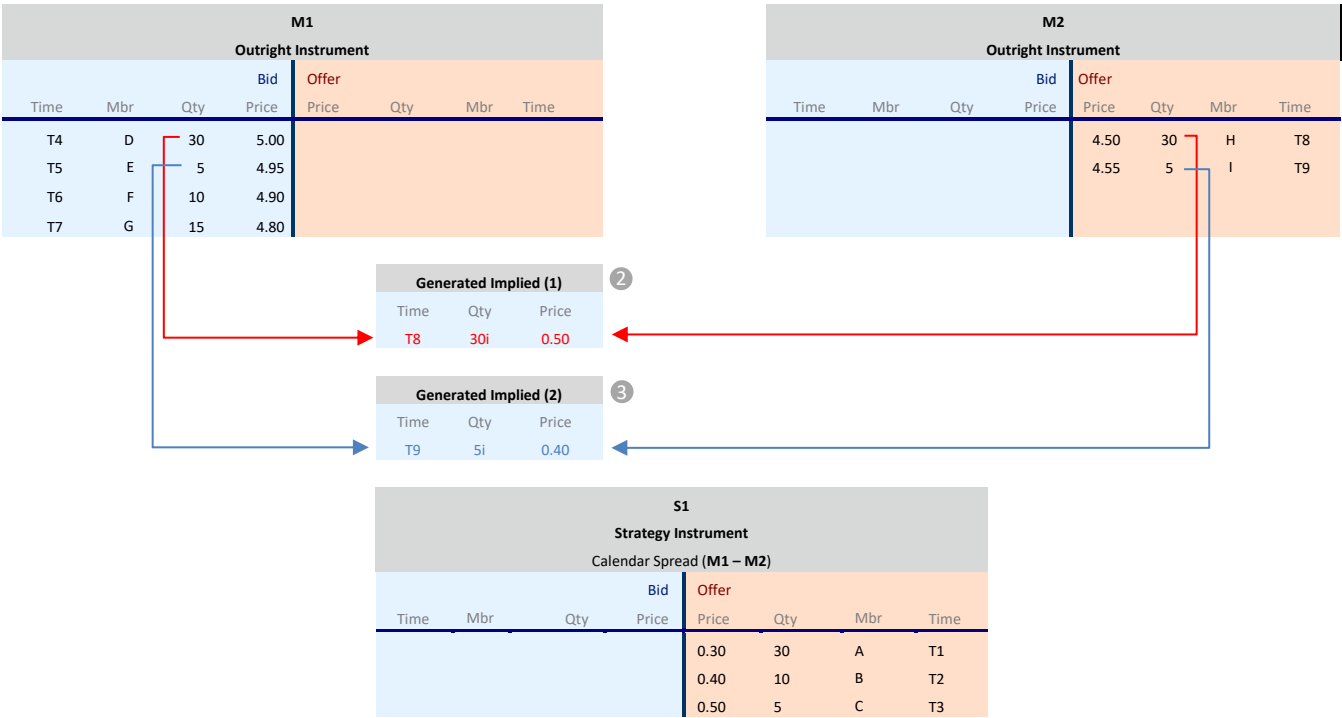 M1
Outright Instrument
Bid Offer
Time Mbr Qty Price Price Qty Mbr Time
T4 D 30 5.00
T5 E 5 4.95
T6 F 10 4.90
T7 G 15 4.80
M2
Outright Instrument
Bid Offer
Time Mbr Qty Price Price Qty Mbr Time
4.50 30 H T8
4.55 5 I T9
Generated Implied (1) 2
Time Qty Price
T8 30i 0.50
Generated Implied (2) 3
Time Qty Price
T9 5i 0.40
S1
Strategy Instrument
Calendar Spread (M1 – M2)
Bid Offer
Time Mbr Qty Price Price Qty Mbr Time
0.30 30 A T1
0.40 10 B T2
0.50 5 C T3